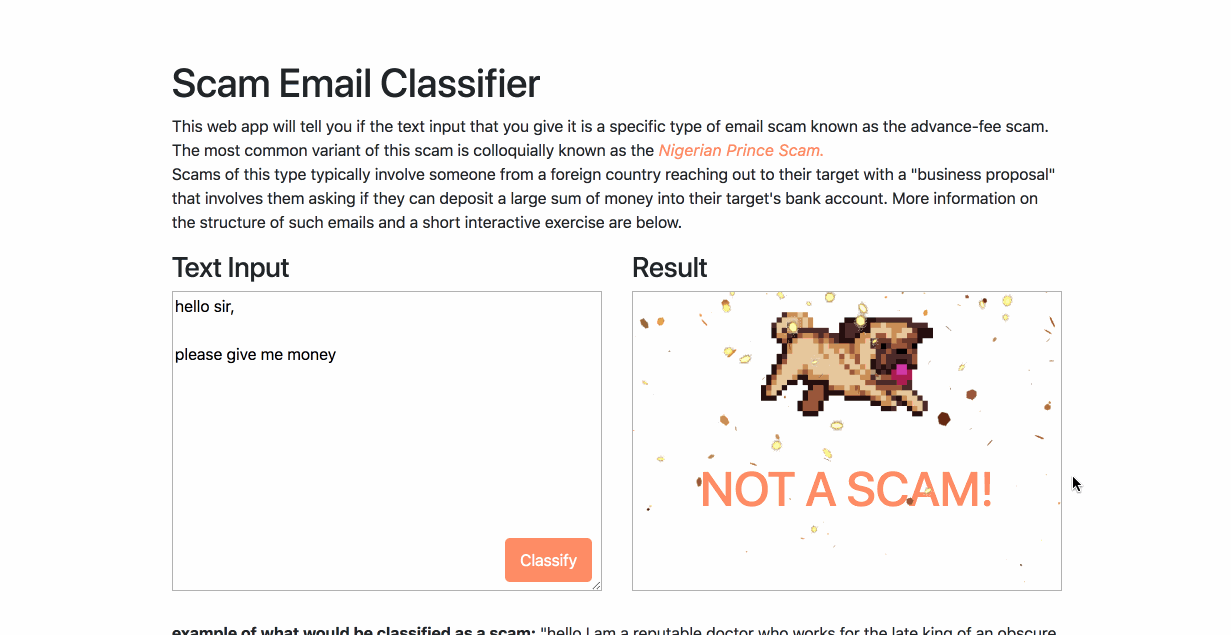 Scam Email Classifier
This web app will tell you if the text input that you give it is a specific type of email scam known as the advance-fee scam.
The most common variant of this scam is colloquially known as the Nigerian Prince Scam.
Scams of this type typically involve someone from a foreign country reaching out to their target with a "business proposal"
that involves them asking if they can deposit a large sum of money into their target's bank account. More information on
the structure of such emails and a short interactive exercise are below.
Text Input
Result
hello sir,
please give me money
NOT A SCAM!
Classify
example of what would be classified as a scam: "hello I am a reputable doctor who works for the late king of an obscure